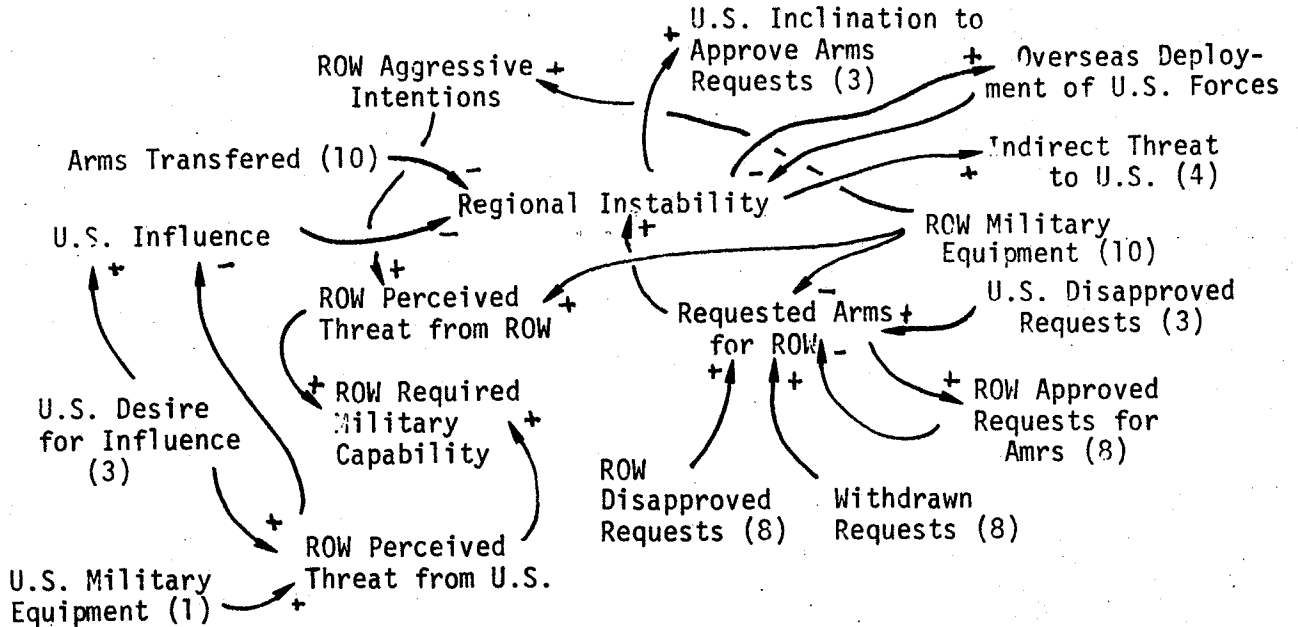 U.S. Inclination to
Approve Arms
Requests (3)
+
ROW Aggressive +
Intentions
+ Overseas Deploy-
ment of U.S. Forces
Arms Transfered (10)
-
Indirect Threat
to U.S. (4)
+
-
Regional Instability
U.S. Influence
-
+
ROW Military
Equipment (10)
+
-
+
ROW Perceived
Threat from ROW
+
-
U.S. Disapproved
Requests (3)
Requested Arms +
for ROW -
+
+
+
ROW Required
Military
Capability
+
+
ROW Approved
Requests for
Amrs (8)
U.S. Desire
for Influence
(3)
ROW
Disapproved
Requests (8)
Withdrawn
Requests (8)
+
ROW Perceived
Threat from U.S.
U.S. Military
Equipment (1)
+